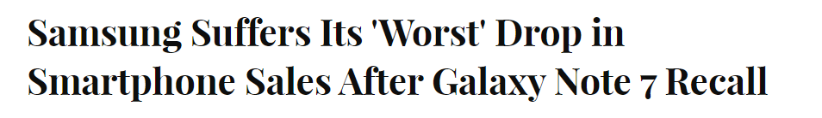 Samsung Suffers Its 'Worst' Drop in
Smartphone Sales After Galaxy Note 7 Recall